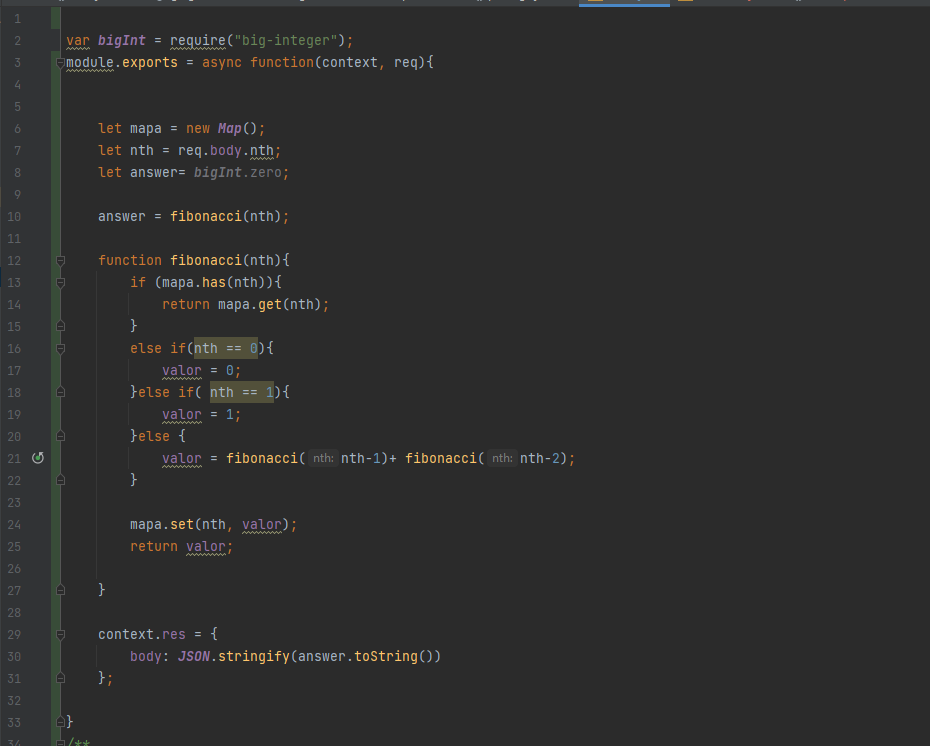 1
2 var bigInt = require("big-integer");
3 module.exports = async function(context, req){
4
5
6 let mapa = new Map();
7 let nth = req.body.nth;
8 let answer= bigInt.zero;
9
10 answer = fibonacci(nth);
11
12 function fibonacci(nth){
13 if (mapa.has(nth)){
14 return mapa.get(nth);
15 }
16 else if(nth == 0){
17 valor = 0;
18 }else if( nth == 1){
19 valor = 1;
20 }else {
21 valor = fibonacci( nth: nth-1)+ fibonacci( nth: nth-2);
22 }
23
24 mapa.set(nth, valor);
25 return valor;
26
27 }
28
29 context.res = {
30 body: JSON.stringify(answer.toString())
31 };
32
33 }
34 /**